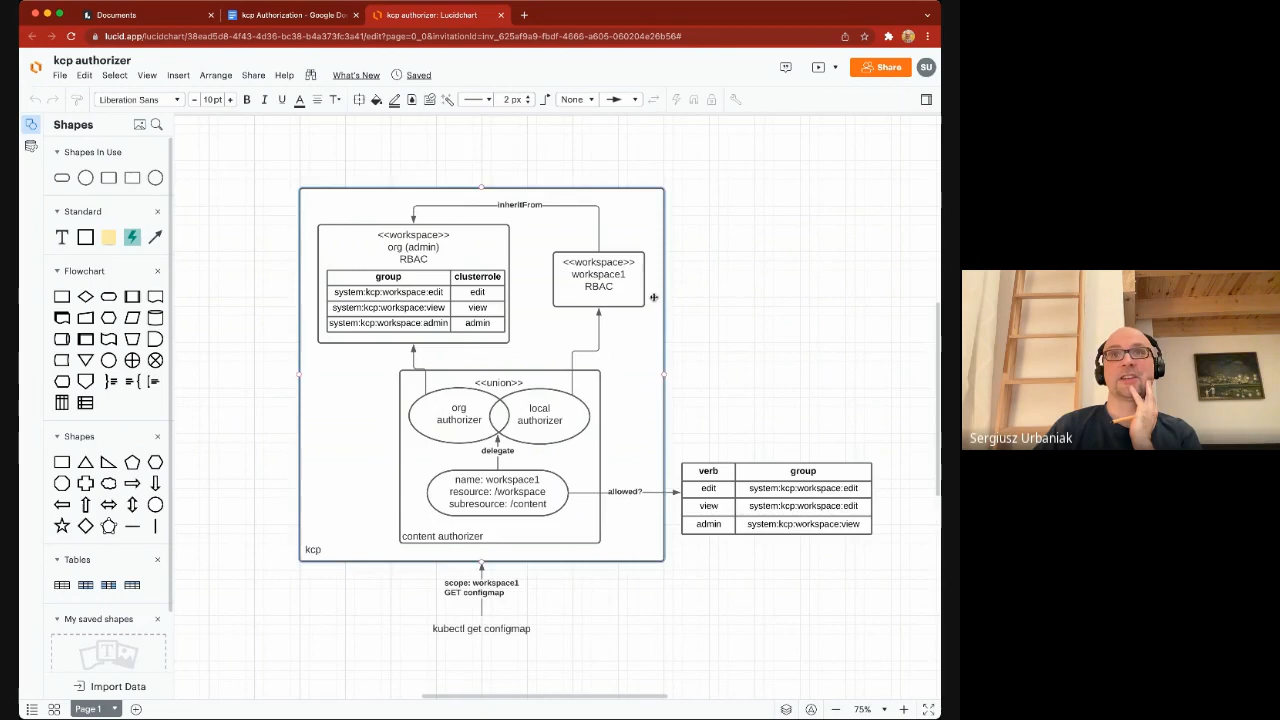 Documents
kcp Authorization - Google Do
kcp authorizer: Lucidchart
lucid.app/lucidchart/38ead5d8-4f43-4d36-bc38-b4a373fc3a41/edit?page=0_0&invitationId=inv_625af9a9-fbdf-4666-a605-060204e26b56#
kcp authorizer
File Edit Select View Insert Arrange Share Help What's New Saved
Share
SU
Liberation Sans
10pt
B I U A T
2 px
None
Shapes
Shapes In Use
Standard
T
Flowchart
Shapes
Tables
My saved shapes
T
Import Data
Page 1
75%
inheritFrom
<<workspace>>
org (admin)
RBAC
group clusterrole
system:kcp:workspace:edit edit
system:kcp:workspace:view view
system:kcp:workspace:admin admin
<<workspace>>
workspace1
RBAC
<<union>>
org
authorizer
local
authorizer
delegate
name: workspace1
resource: /workspace
subresource: /content
content authorizer
allowed?
kcp
verb group
edit system:kcp:workspace:edit
view system:kcp:workspace:edit
admin system:kcp:workspace:view
scope: workspace1
GET configmap
kubectl get configmap
Sergiusz Urbaniak